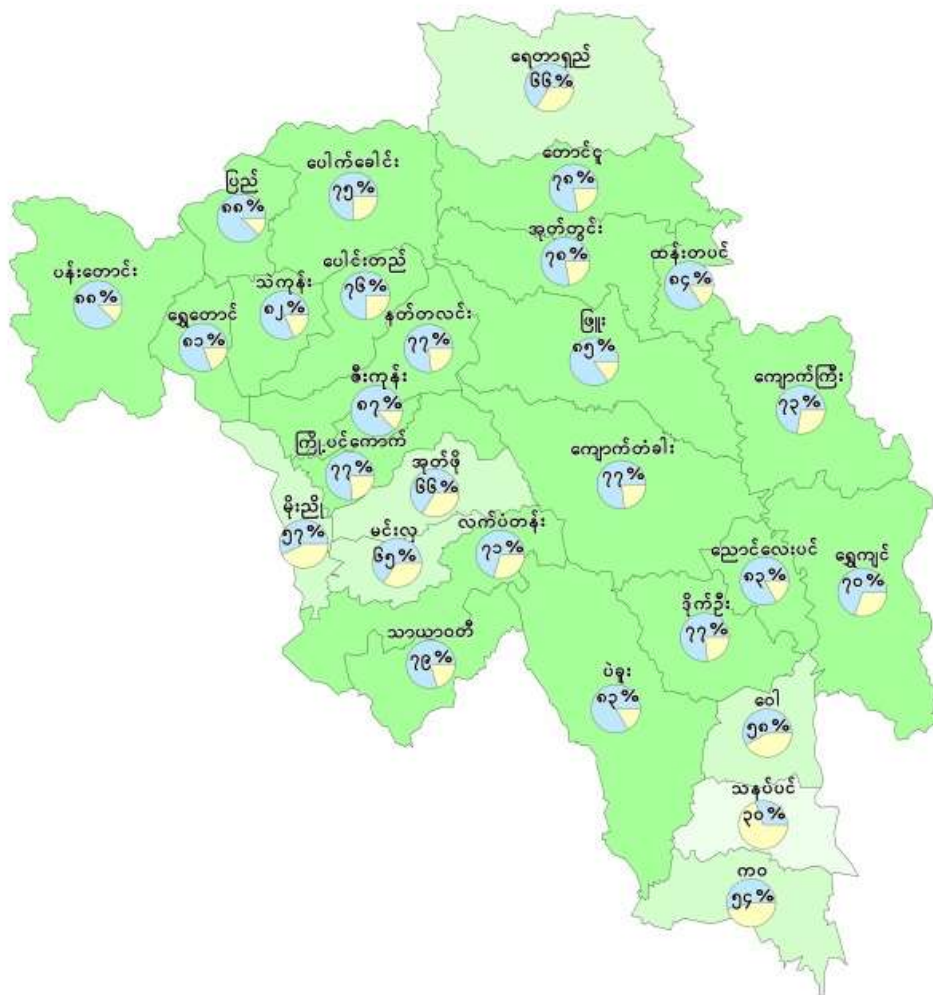 ရေတာရှည်
၆၆%
တောင်ငူ
၇၈%
ပေါက်ခေါင်း
၇၅%
ပြည်
၈၈%
အုတ်တွင်း
၇၈%
ထန်းတပင်
၈၄%
ပန်းတောင်း
၈၈%
ပေါင်းတည်
၇၆%
သဲကုန်း
၈၂%
ရွှေတောင်
၈၁%
နတ်တလင်း
၇၇%
ဖြူး
၈၅%
ကျောက်ကြီး
၇၃%
ဇီးကုန်း
၈၇%
ကြို့ပင်ကောက်
၇၇%
ကျောက်တံခါး
၇၇%
အုတ်ဖို
၆၆%
မိုးညို
၅၇%
မင်းလှ
၆၅%
လက်ပံတန်း
၇၁%
ညောင်လေးပင်
၈၃%
ရွှေကျင်
၇၀%
ဒိုက်ဦး
၇၇%
သာယာဝတီ
၇၉%
ပဲခူး
၈၃%
ဝေါ
၅၈%
သနပ်ပင်
၃၀%
ကဝ
၅၄%